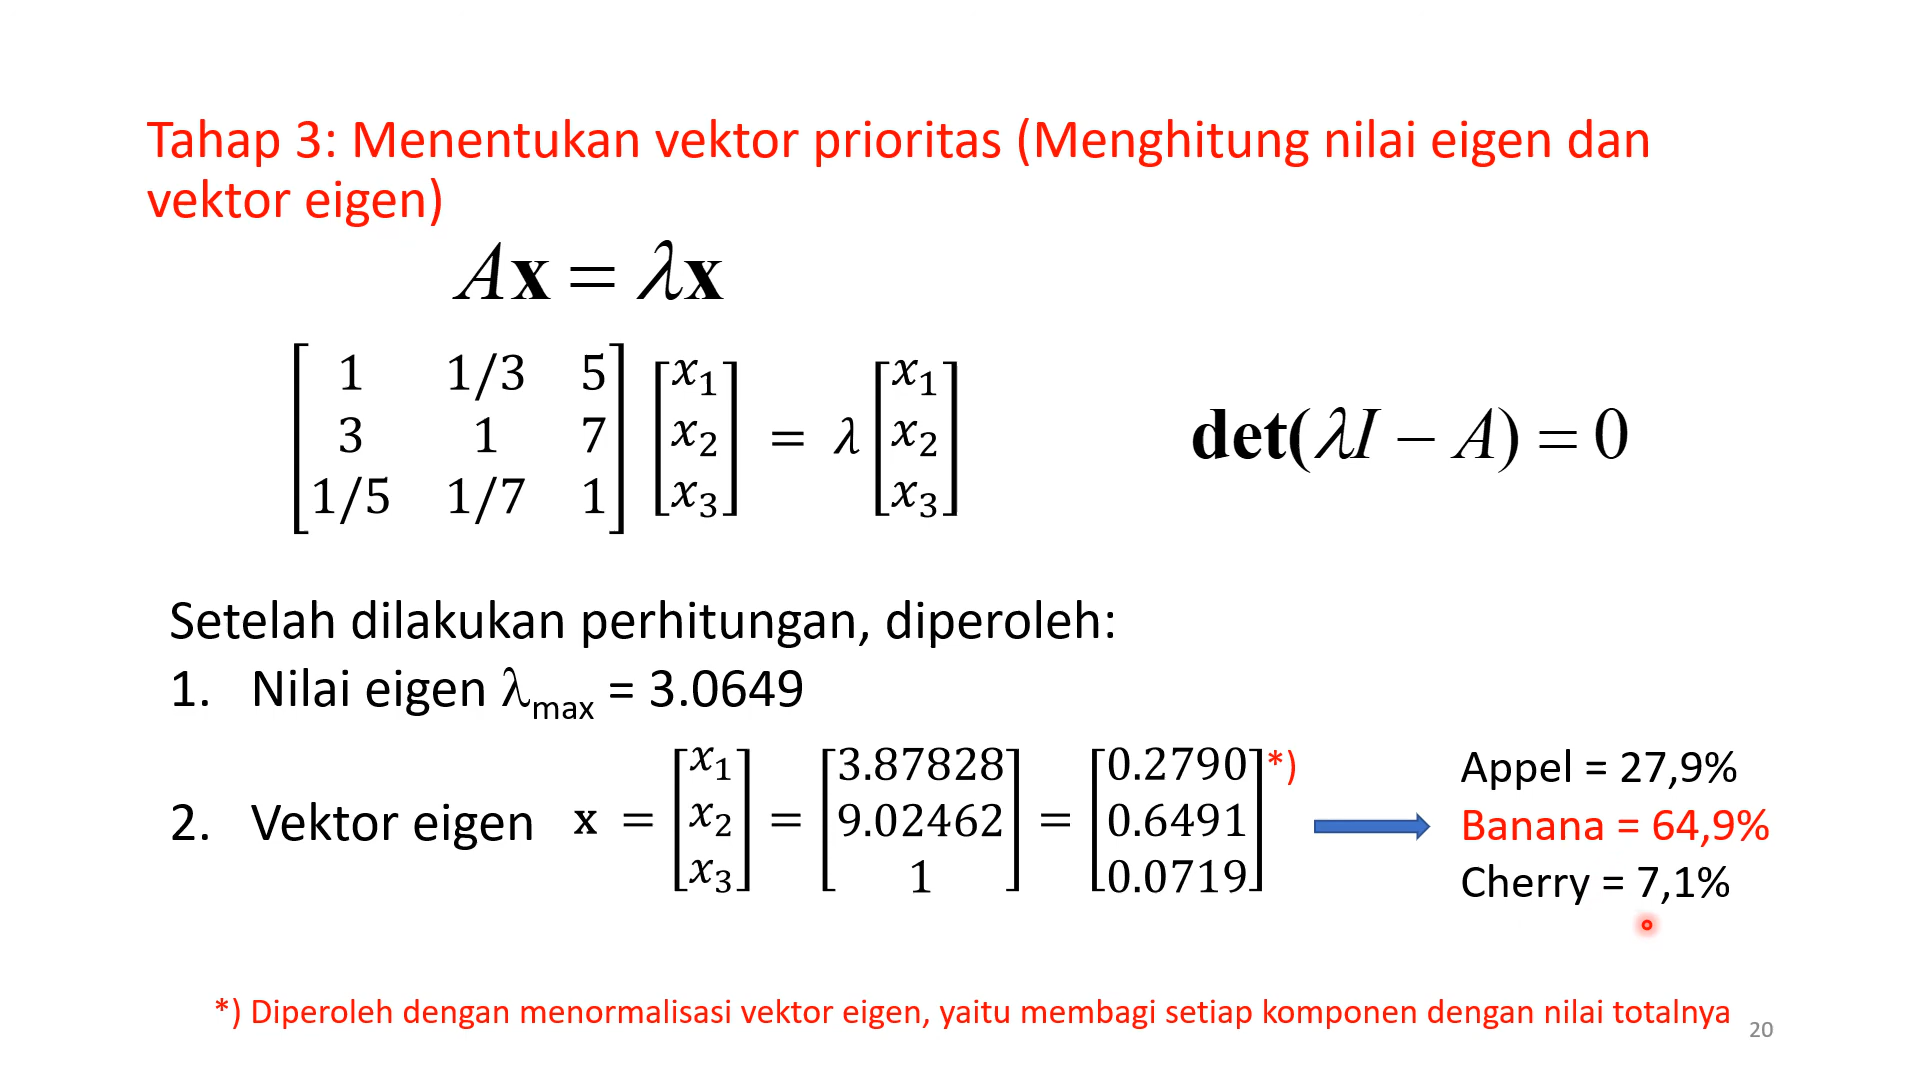 Tahap 3: Menentukan vektor prioritas (Menghitung nilai eigen dan
vektor eigen)
Ax = λx
[1 1/3 5] [x₁] [x₁]
[3 1 7] [x₂] = λ [x₂]
[1/5 1/7 1] [x₃] [x₃]
det(λI − A) = 0
Setelah dilakukan perhitungan, diperoleh:
1. Nilai eigen λmax = 3.0649
2. Vektor eigen x = [x₁ x₂ x₃] = [3.87828 9.02462 1] = [0.2790 0.6491 0.0719] *)
Appel = 27,9%
Banana = 64,9%
Cherry = 7,1%
*) Diperoleh dengan menormalisasi vektor eigen, yaitu membagi setiap komponen dengan nilai totalnya
20